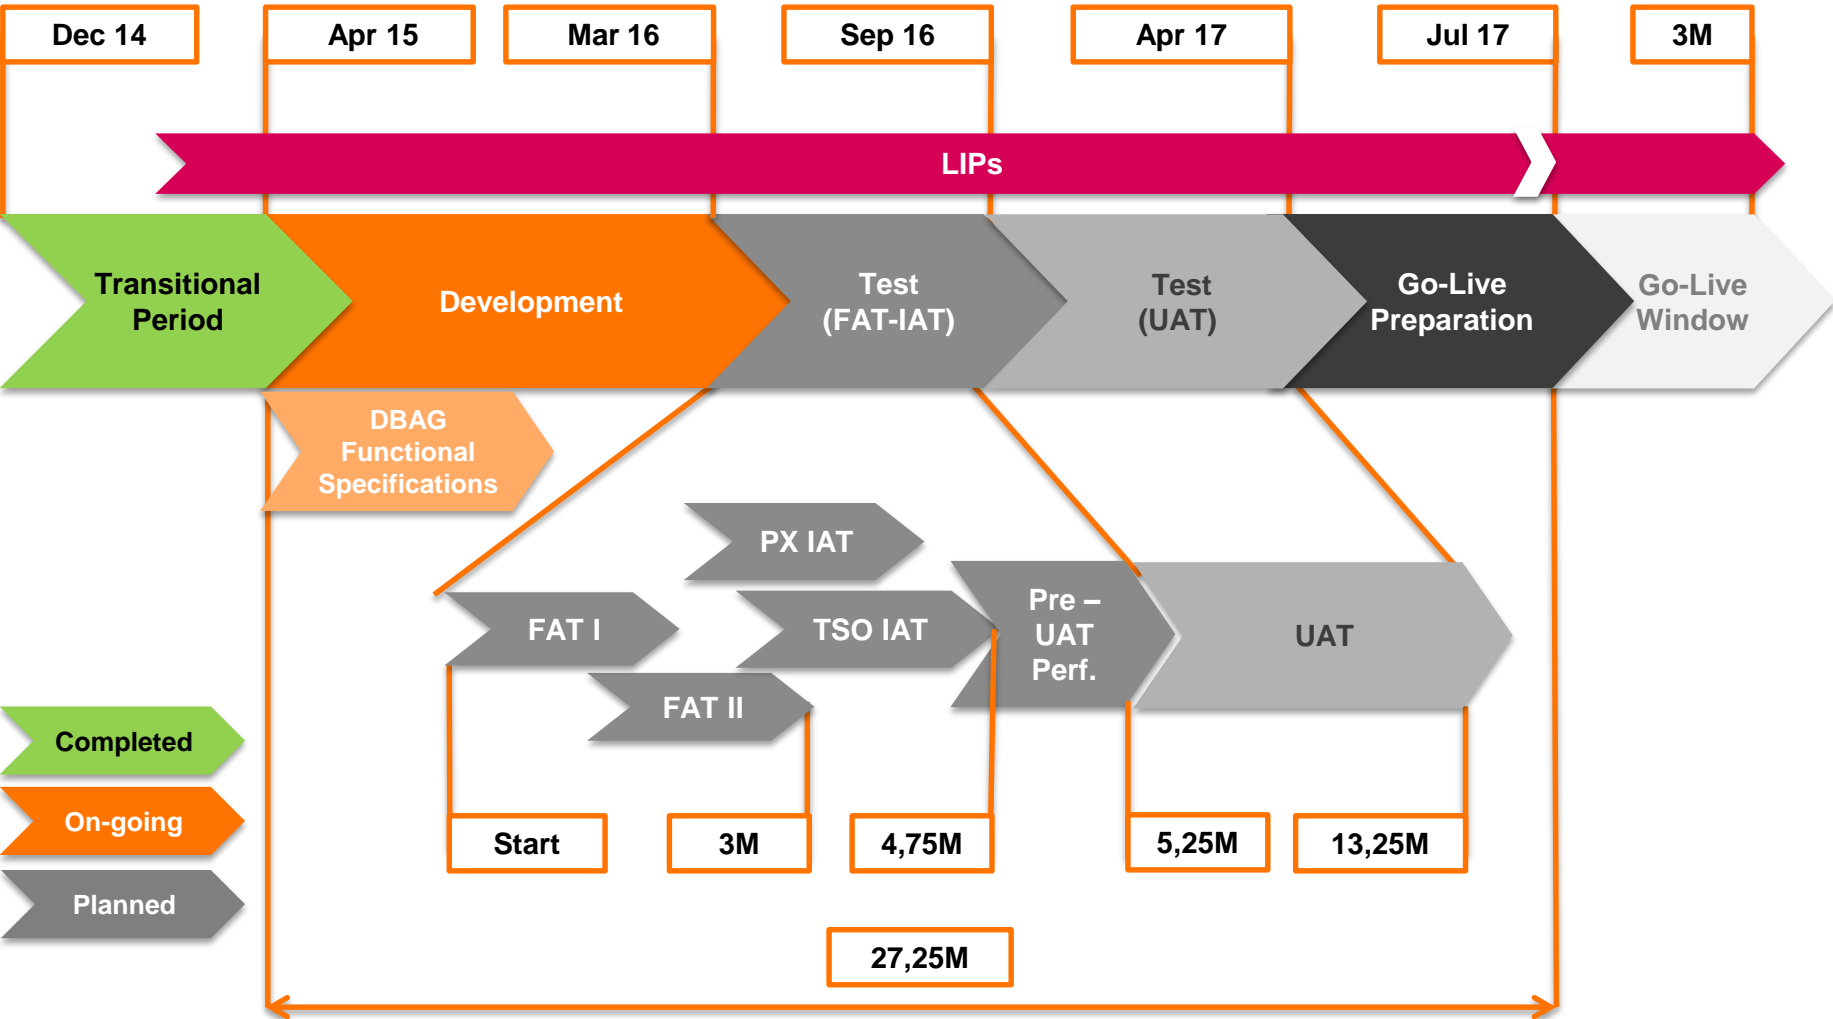 Dec 14
Apr 15
Mar 16
Sep 16
Apr 17
Jul 17
3M
LIPs
Transitional
Period
Development
Test
(FAT-IAT)
Test
(UAT)
Go-Live
Preparation
Go-Live
Window
DBAG
Functional
Specifications
PX IAT
FAT I
TSO IAT
FAT II
Pre –
UAT
Perf.
UAT
Completed
On-going
Planned
Start
3M
4,75M
5,25M
13,25M
27,25M